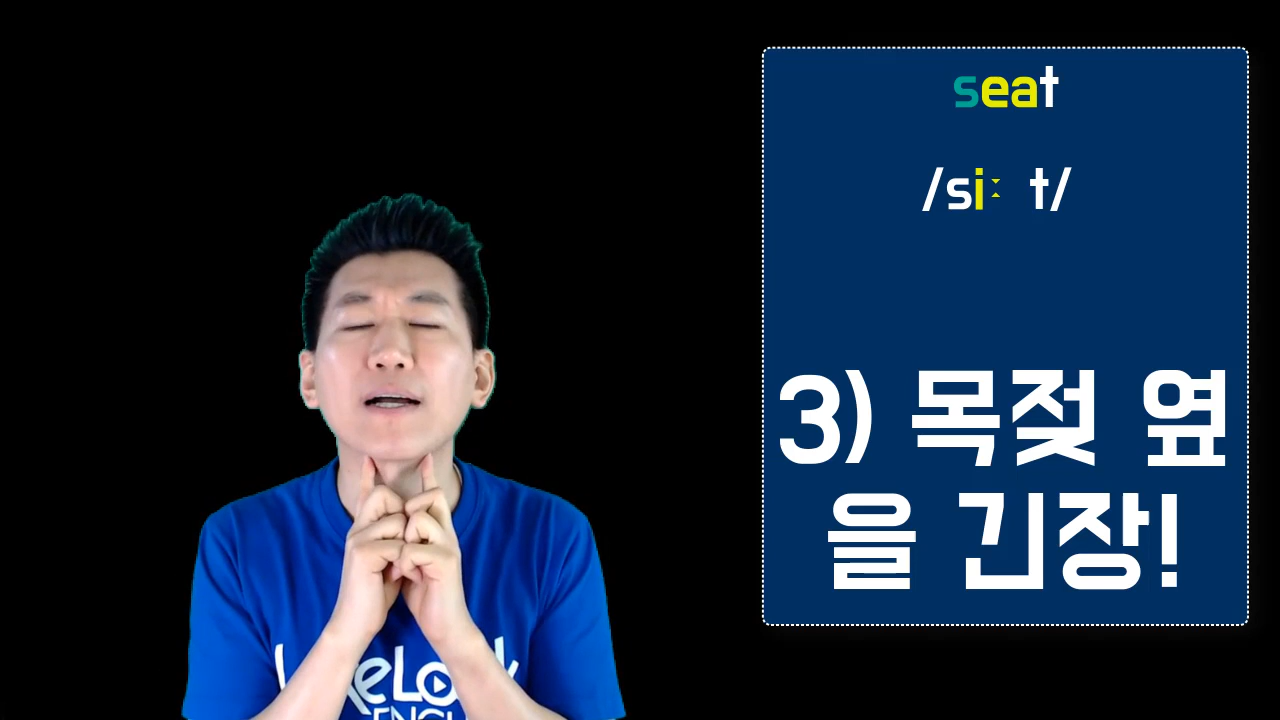 seat
/siː t/
3) 목젖 옆
을 긴장!